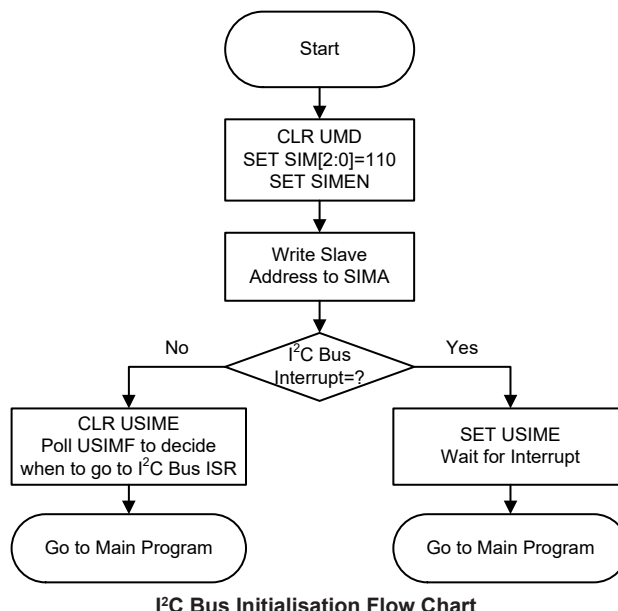 Start
CLR UMD
SET SIM[2:0]=110
SET SIMEN
Write Slave
Address to SIMA
I²C Bus
Interrupt=?
No
Yes
CLR USIME
Poll USIMF to decide
when to go to I²C Bus ISR
SET USIME
Wait for Interrupt
Go to Main Program
Go to Main Program
I²C Bus Initialisation Flow Chart